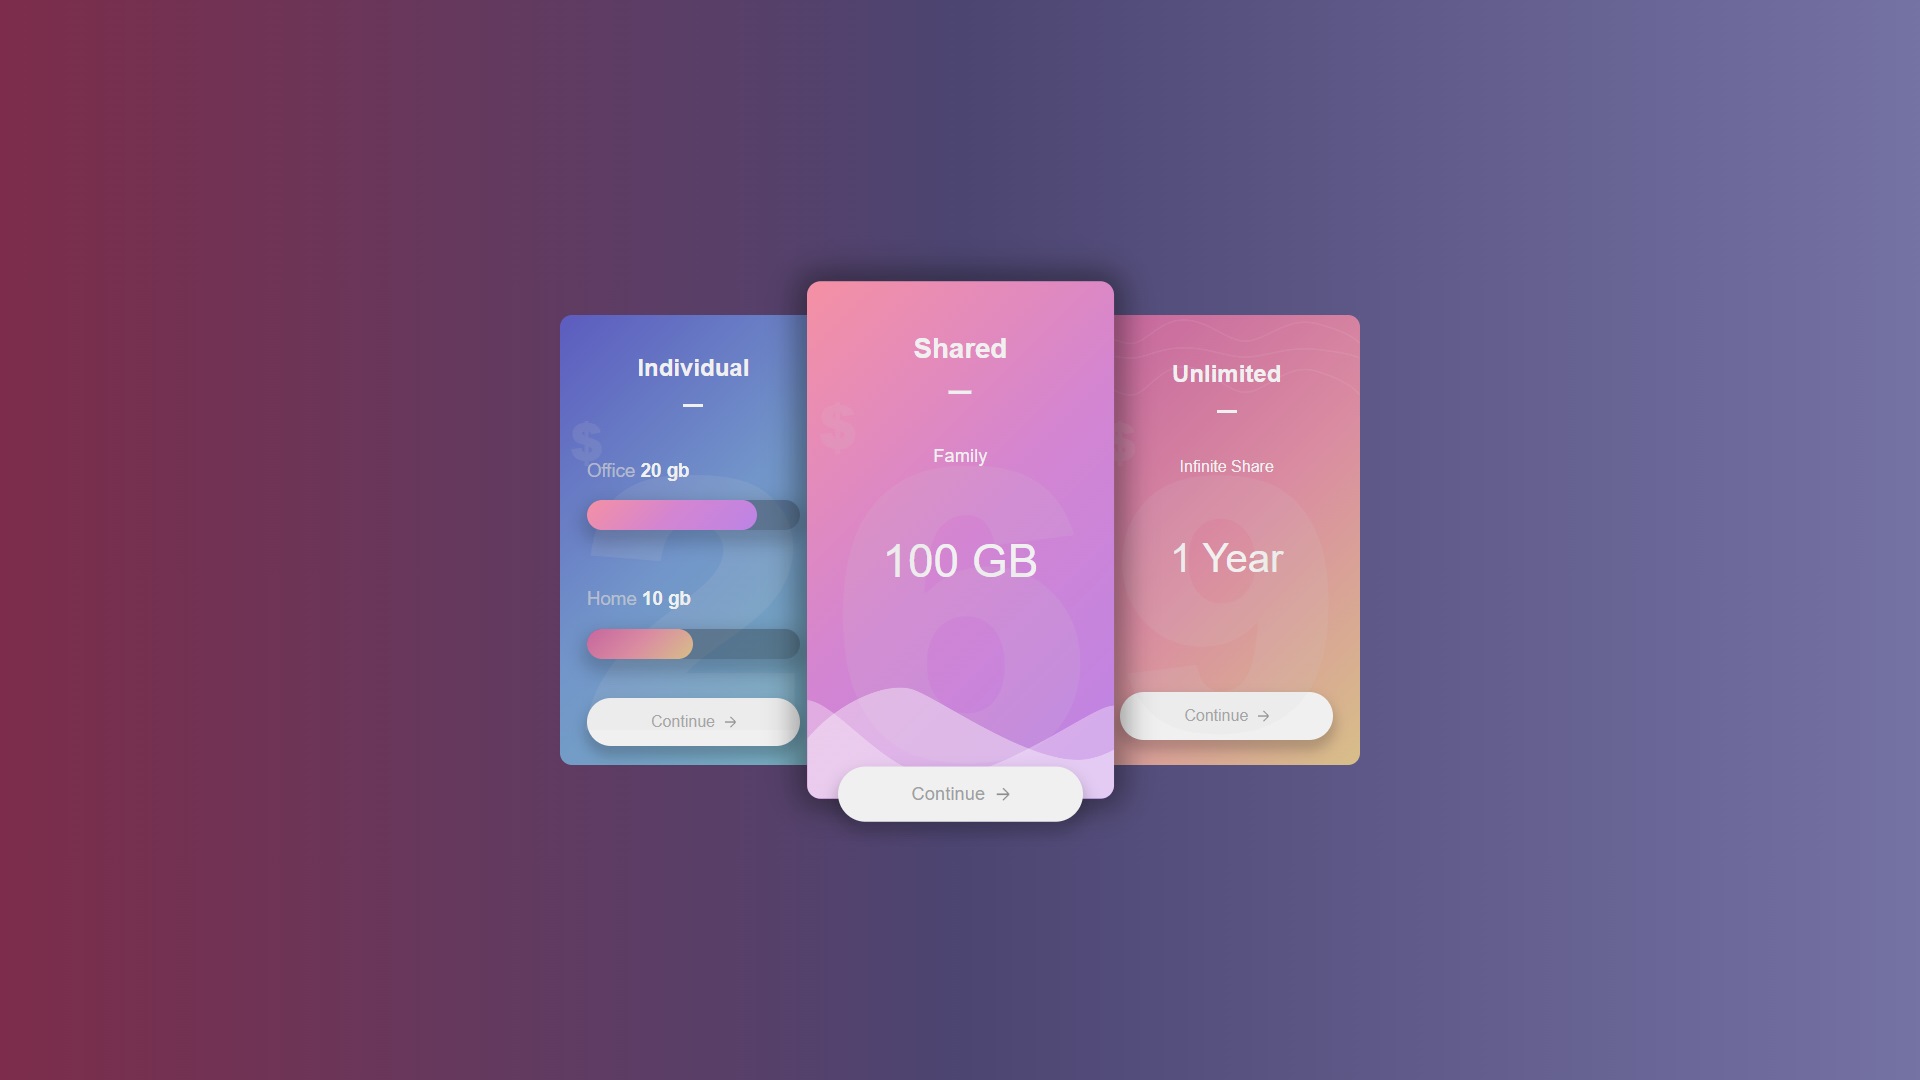 Individual
$
2
Office 20 gb
Home 10 gb
Continue
Shared
$
6
Family
100 GB
Continue
Unlimited
$
9
Infinite Share
1 Year
Continue